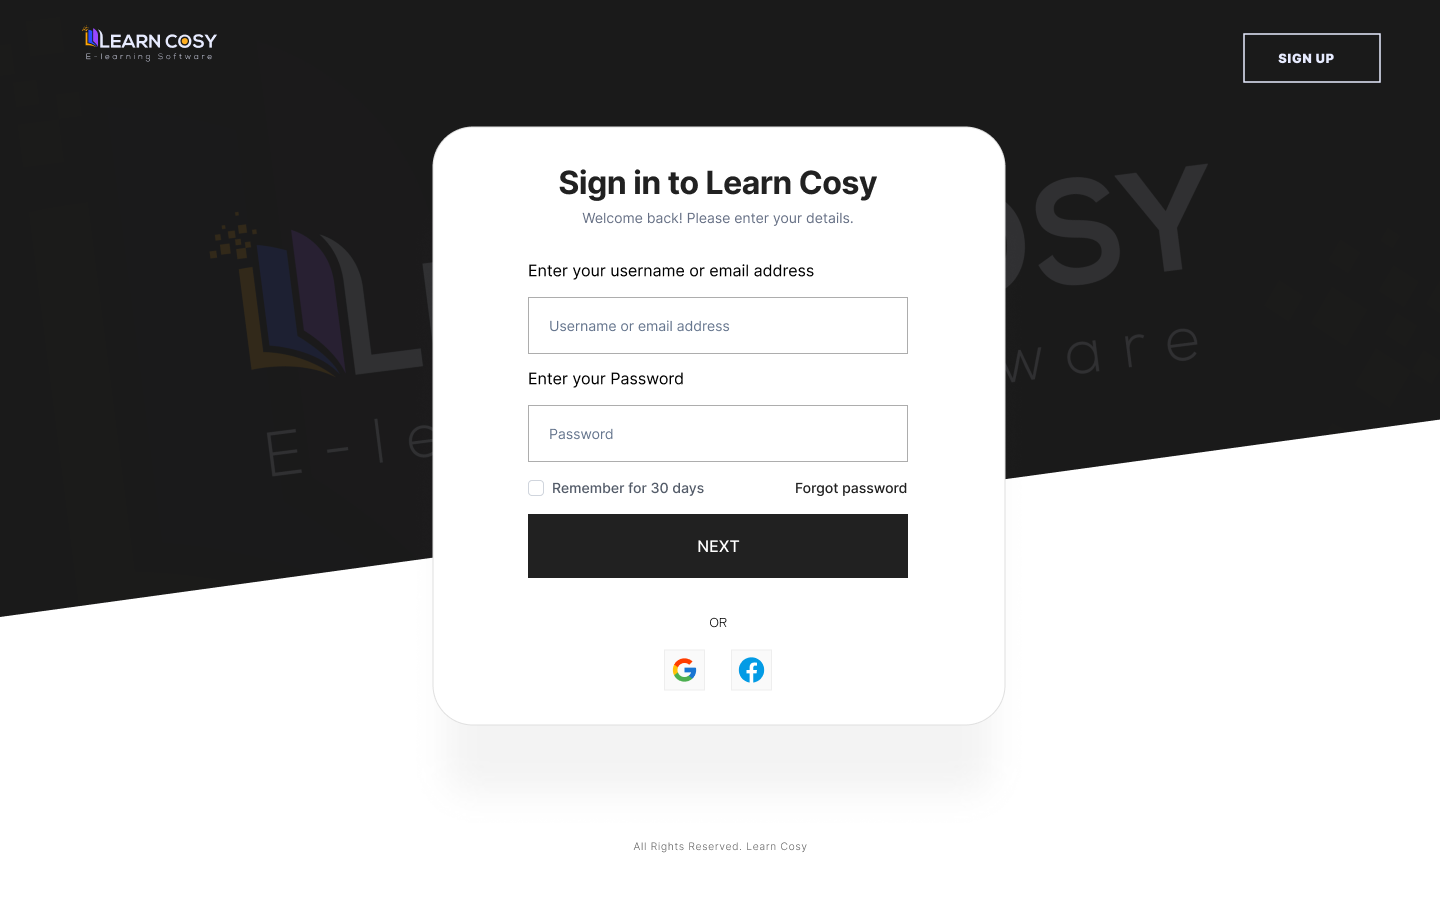 LEARN COSY
E-learning Software
SIGN UP
Sign in to Learn Cosy
Welcome back! Please enter your details.
Enter your username or email address
Username or email address
Enter your Password
Password
Remember for 30 days
Forgot password
NEXT
OR
All Rights Reserved. Learn Cosy